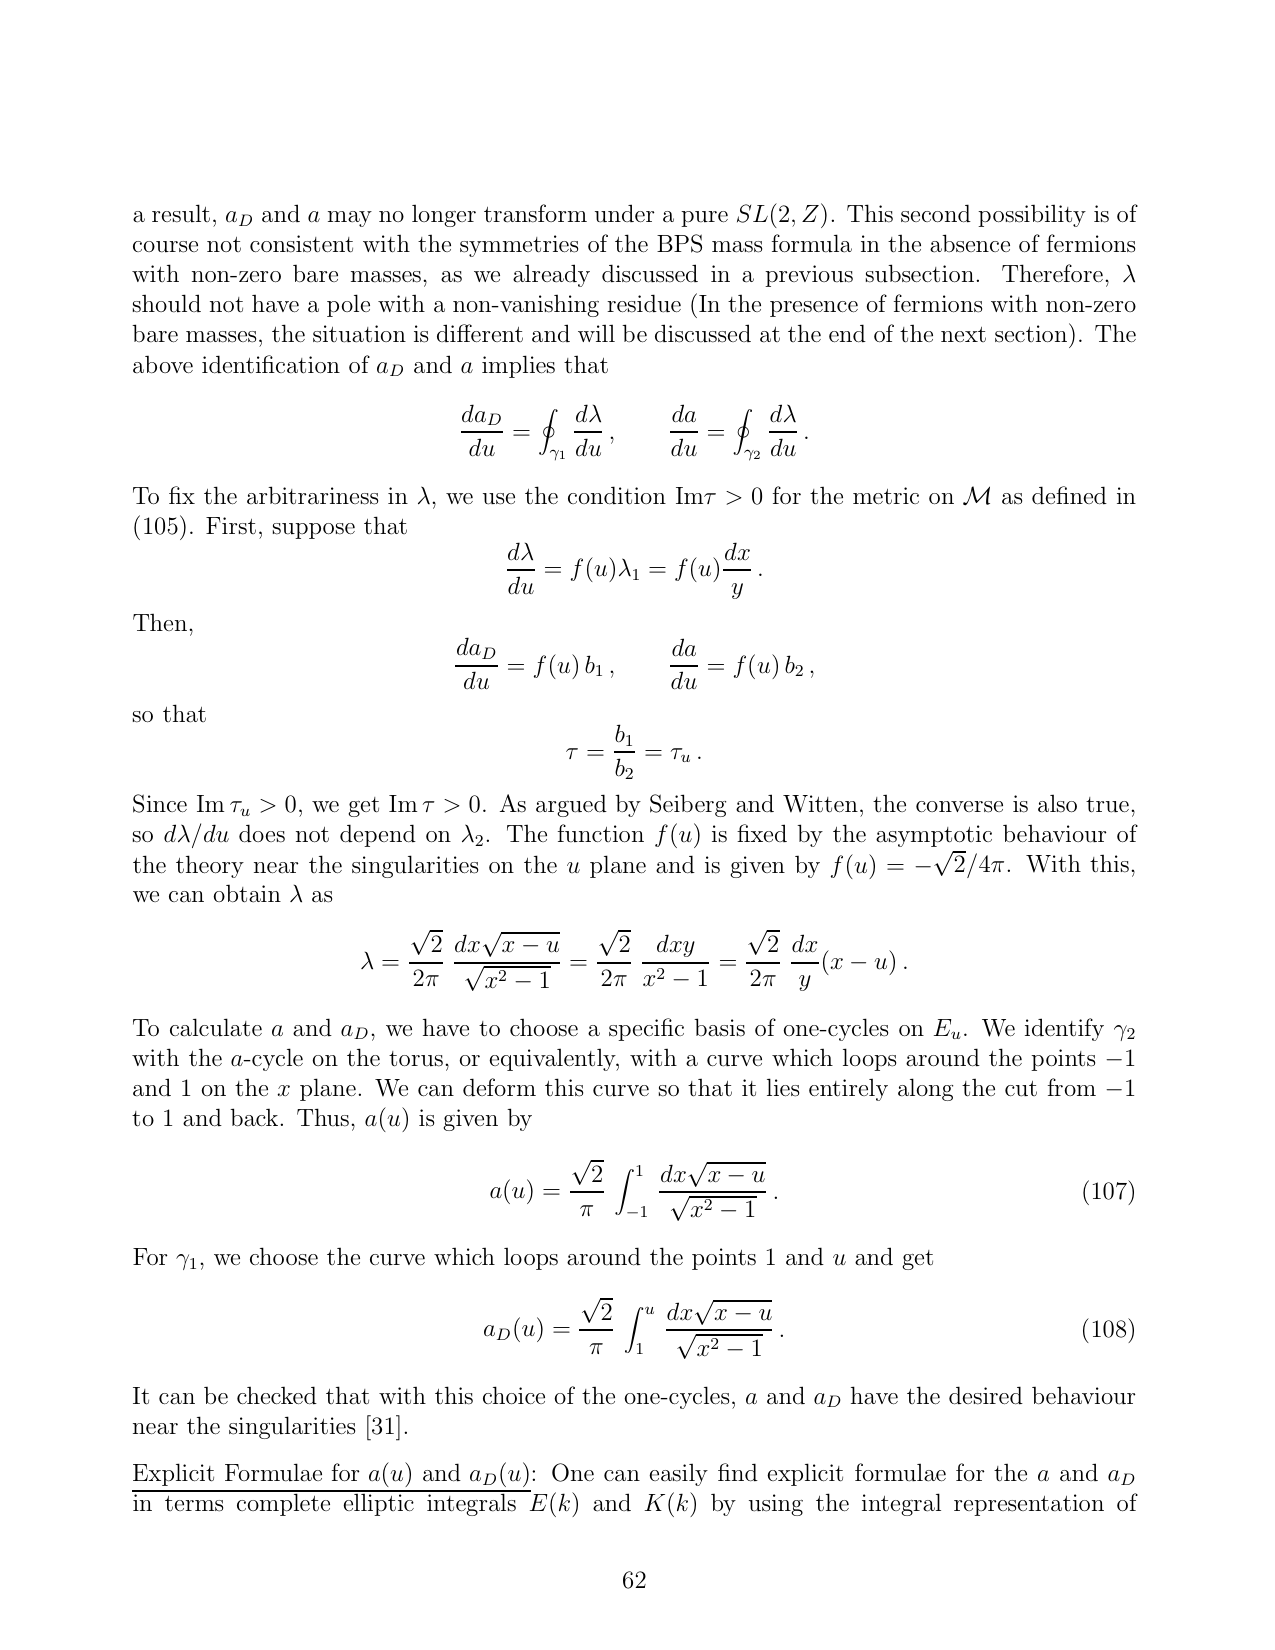 a result, $a_D$ and $a$ may no longer transform under a pure $SL(2, Z)$. This second possibility is of
course not consistent with the symmetries of the BPS mass formula in the absence of fermions
with non-zero bare masses, as we already discussed in a previous subsection. Therefore, $\lambda$
should not have a pole with a non-vanishing residue (In the presence of fermions with non-zero
bare masses, the situation is different and will be discussed at the end of the next section). The
above identification of $a_D$ and $a$ implies that
$\frac{da_D}{du} = \oint_{\gamma_1} \frac{d\lambda}{du} \,, \qquad \frac{da}{du} = \oint_{\gamma_2} \frac{d\lambda}{du} \,.$
To fix the arbitrariness in $\lambda$, we use the condition Im$\tau > 0$ for the metric on $\mathcal{M}$ as defined in
(105). First, suppose that
$\frac{d\lambda}{du} = f(u)\lambda_1 = f(u)\frac{dx}{y} \,.$
Then,
$\frac{da_D}{du} = f(u)\, b_1 \,, \qquad \frac{da}{du} = f(u)\, b_2 \,,$
so that
$\tau = \frac{b_1}{b_2} = \tau_u \,.$
Since Im $\tau_u > 0$, we get Im $\tau > 0$. As argued by Seiberg and Witten, the converse is also true,
so $d\lambda/du$ does not depend on $\lambda_2$. The function $f(u)$ is fixed by the asymptotic behaviour of
the theory near the singularities on the $u$ plane and is given by $f(u) = -\sqrt{2}/4\pi$. With this,
we can obtain $\lambda$ as
$\lambda = \frac{\sqrt{2}}{2\pi} \frac{dx\sqrt{x-u}}{\sqrt{x^2-1}} = \frac{\sqrt{2}}{2\pi} \frac{dxy}{x^2-1} = \frac{\sqrt{2}}{2\pi} \frac{dx}{y}(x-u) \,.$
To calculate $a$ and $a_D$, we have to choose a specific basis of one-cycles on $E_u$. We identify $\gamma_2$
with the $a$-cycle on the torus, or equivalently, with a curve which loops around the points $-1$
and 1 on the $x$ plane. We can deform this curve so that it lies entirely along the cut from $-1$
to 1 and back. Thus, $a(u)$ is given by
$a(u) = \frac{\sqrt{2}}{\pi} \int_{-1}^{1} \frac{dx\sqrt{x-u}}{\sqrt{x^2-1}} \,.$ (107)
For $\gamma_1$, we choose the curve which loops around the points 1 and $u$ and get
$a_D(u) = \frac{\sqrt{2}}{\pi} \int_{1}^{u} \frac{dx\sqrt{x-u}}{\sqrt{x^2-1}} \,.$ (108)
It can be checked that with this choice of the one-cycles, $a$ and $a_D$ have the desired behaviour
near the singularities [31].
Explicit Formulae for $a(u)$ and $a_D(u)$: One can easily find explicit formulae for the $a$ and $a_D$
in terms complete elliptic integrals $E(k)$ and $K(k)$ by using the integral representation of
62